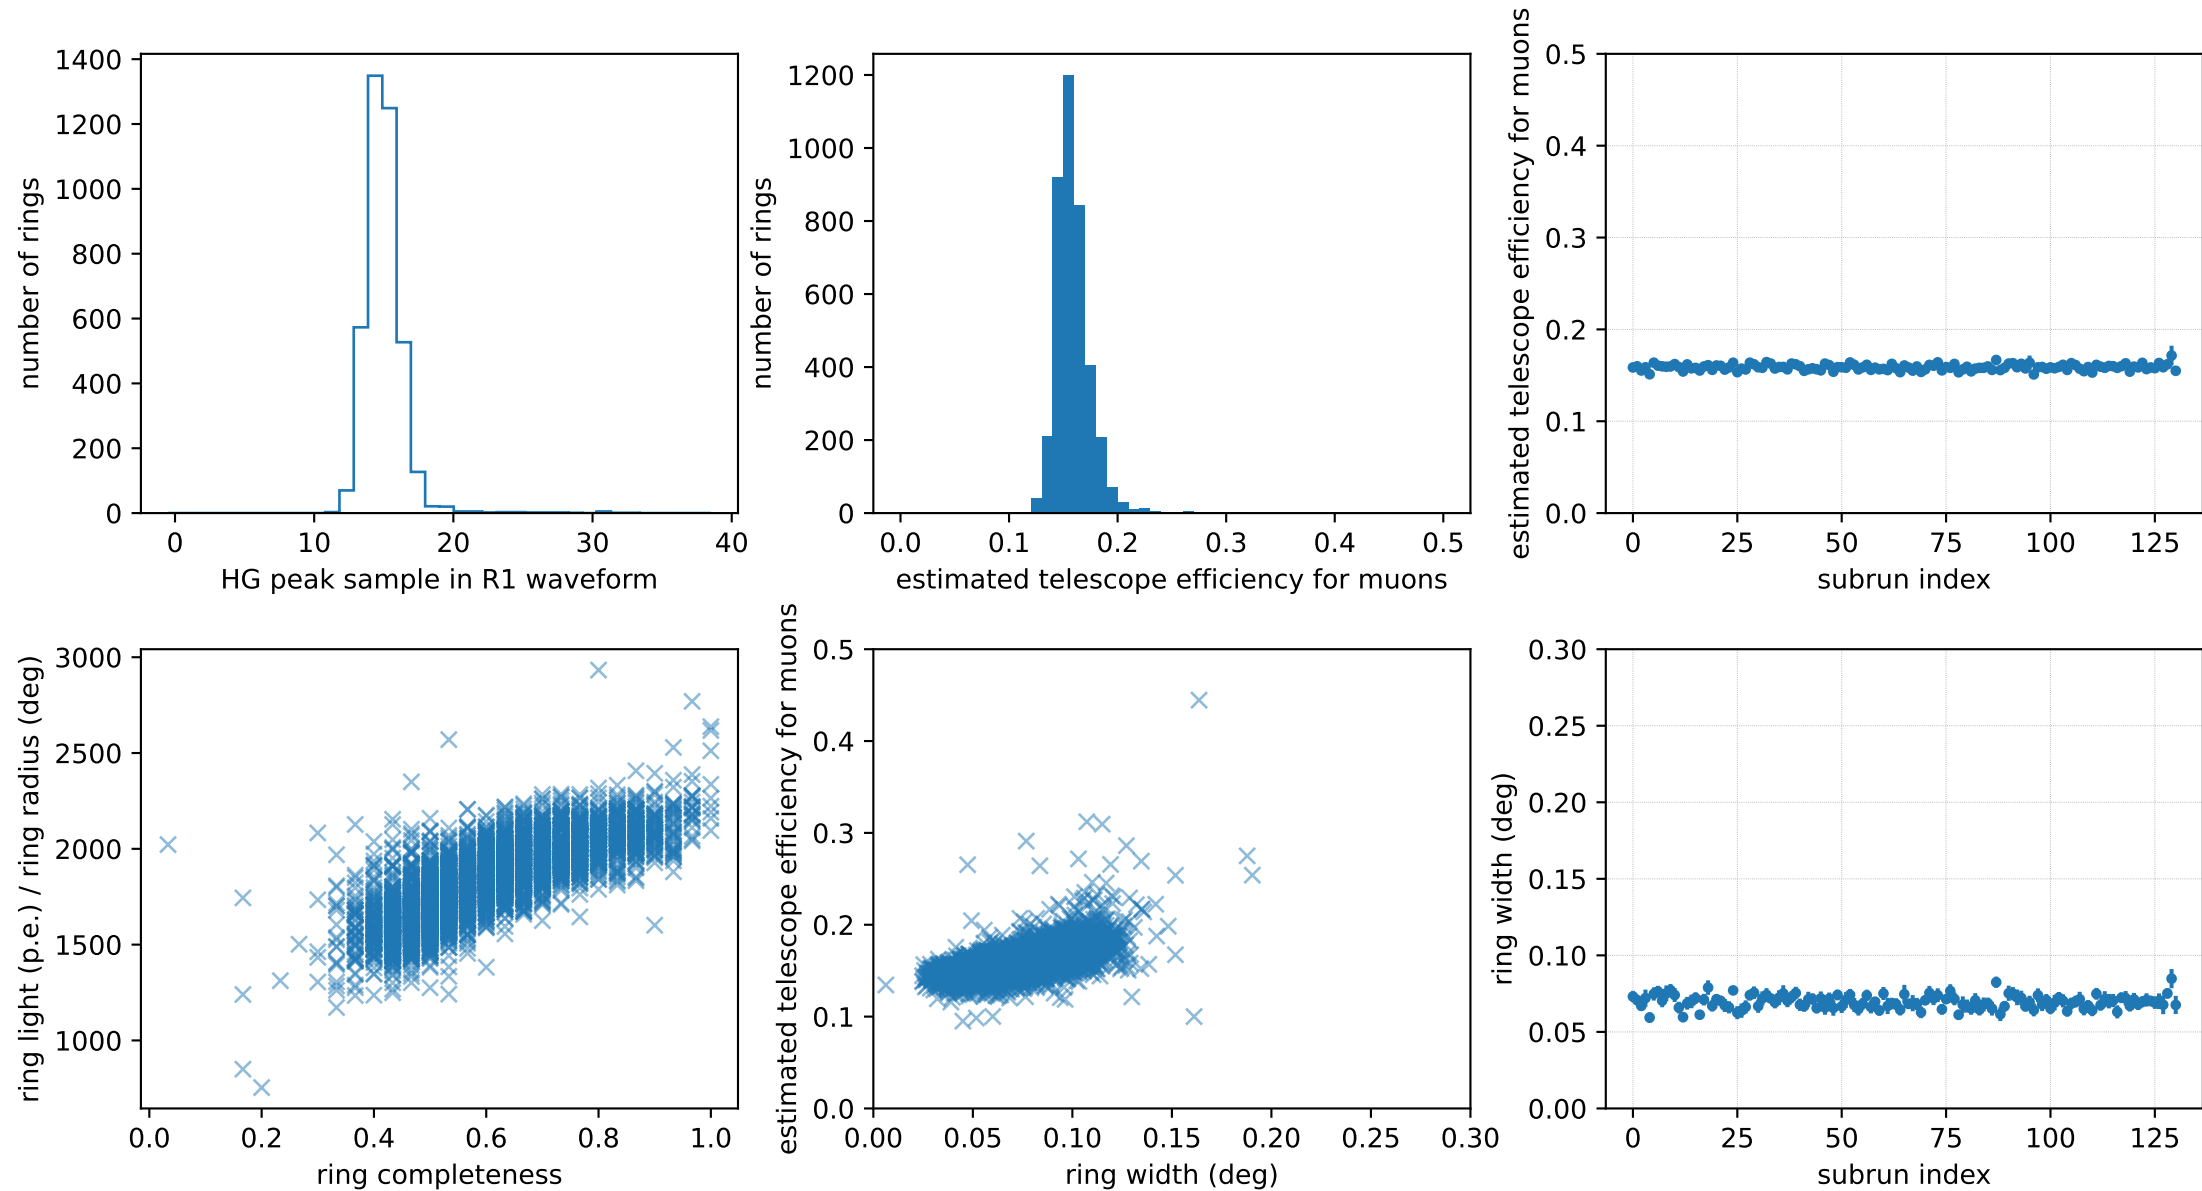 1400
1200
1000
800
600
400
200
0
number of rings
0 10 20 30 40
HG peak sample in R1 waveform
1200
1000
800
600
400
200
0
number of rings
0.0 0.1 0.2 0.3 0.4 0.5
estimated telescope efficiency for muons
0.5
0.4
0.3
0.2
0.1
0.0
estimated telescope efficiency for muons
0 25 50 75 100 125
subrun index
3000
2500
2000
1500
1000
ring light (p.e.) / ring radius (deg)
0.0 0.2 0.4 0.6 0.8 1.0
ring completeness
0.5
0.4
0.3
0.2
0.1
0.0
estimated telescope efficiency for muons
0.00 0.05 0.10 0.15 0.20 0.25 0.30
ring width (deg)
0.30
0.25
0.20
0.15
0.10
0.05
0.00
ring width (deg)
0 25 50 75 100 125
subrun index